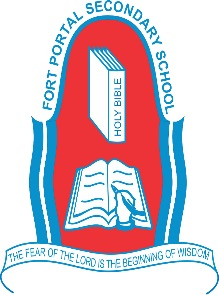 FORT PORTAL SECONDARY SCHOOL
HOLY BIBLE
THE FEAR OF THE LORD IS THE BEGINNING OF WISDOM